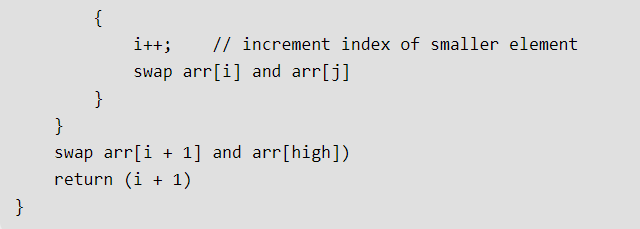 {
i++;    // increment index of smaller element
swap arr[i] and arr[j]
}
}
swap arr[i + 1] and arr[high])
return (i + 1)
}